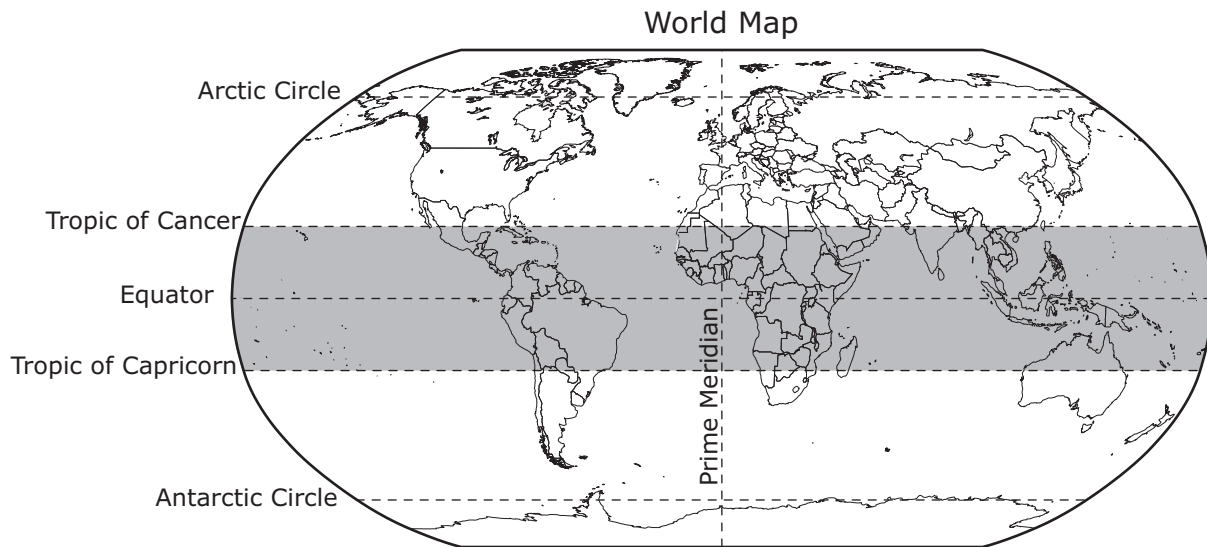 World Map
Arctic Circle
Tropic of Cancer
Equator
Tropic of Capricorn
Prime Meridian
Antarctic Circle